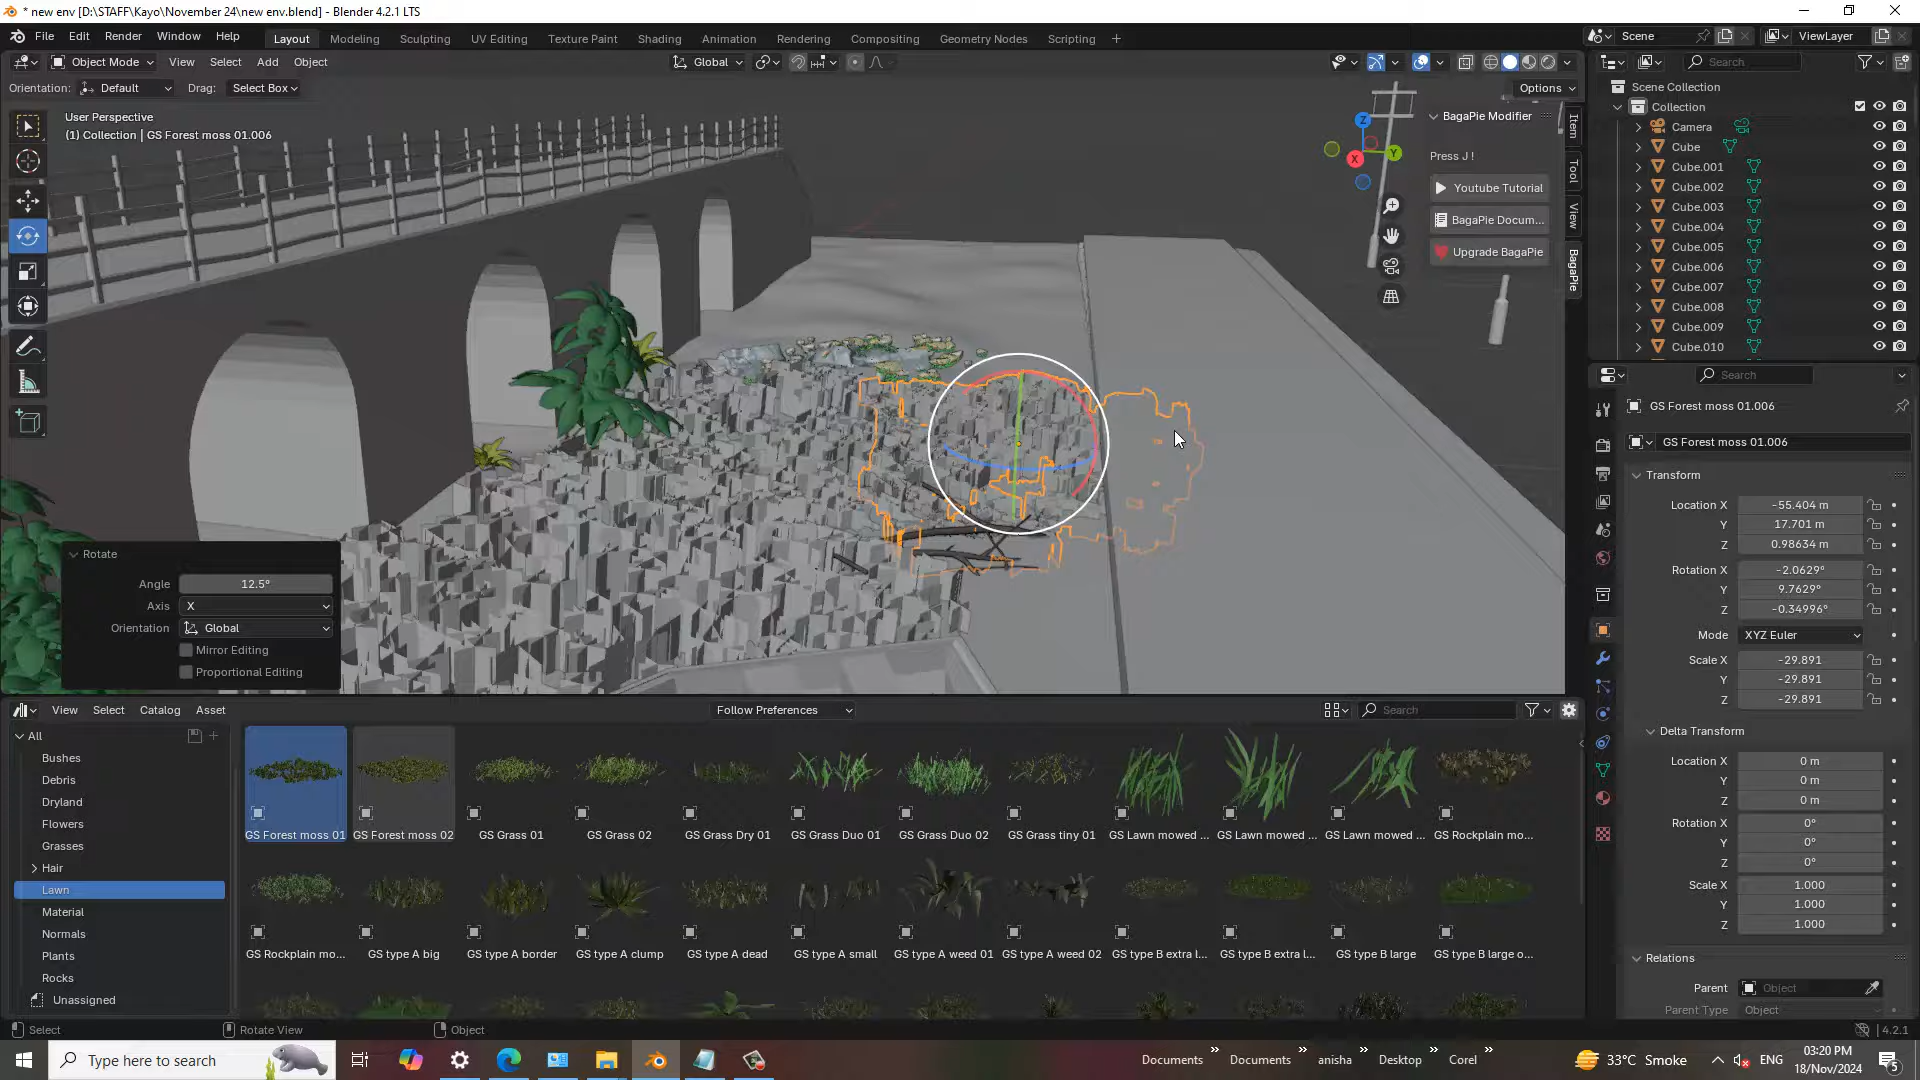 * new env [D:\STAFF\Kayo\November 24\new env.blend] - Blender 4.2.1 LTS
File Edit Render Window Help
Layout Modeling Sculpting UV Editing Texture Paint Shading Animation Rendering Compositing Geometry Nodes Scripting
Scene
ViewLayer
Object Mode View Select Add Object
Global
Search
Orientation: Default Drag: Select Box
Options
Scene Collection
User Perspective
(1) Collection | GS Forest moss 01.006
BagaPie Modifier
Press J !
Youtube Tutorial
BagaPie Docum...
Upgrade BagaPie
Item
Tool
View
BagaPie
Z
Y
X
Collection
Camera
Cube
Cube.001
Cube.002
Cube.003
Cube.004
Cube.005
Cube.006
Cube.007
Cube.008
Cube.009
Cube.010
Search
GS Forest moss 01.006
GS Forest moss 01.006
Transform
Location X -55.404 m
Y 17.701 m
Z 0.98634 m
Rotation X -2.0629°
Y 9.7629°
Z -0.34996°
Mode XYZ Euler
Scale X -29.891
Y -29.891
Z -29.891
Delta Transform
Location X 0 m
Y 0 m
Z 0 m
Rotation X 0°
Y 0°
Z 0°
Scale X 1.000
Y 1.000
Z 1.000
Relations
Parent Object
Parent Type Object
Rotate
Angle 12.5°
Axis X
Orientation Global
Mirror Editing
Proportional Editing
View Select Catalog Asset
Follow Preferences
Search
All
Bushes
Debris
Dryland
Flowers
Grasses
Hair
Lawn
Material
Normals
Plants
Rocks
Unassigned
GS Forest moss 01 GS Forest moss 02 GS Grass 01 GS Grass 02 GS Grass Dry 01 GS Grass Duo 01 GS Grass Duo 02 GS Grass tiny 01 GS Lawn mowed ... GS Lawn mowed ... GS Lawn mowed ... GS Rockplain mo...
GS Rockplain mo... GS type A big GS type A border GS type A clump GS type A dead GS type A small GS type A weed 01 GS type A weed 02 GS type B extra l... GS type B extra l... GS type B large GS type B large o...
Select Rotate View Object
4.2.1
Type here to search
Documents Documents anisha Desktop Corel
33°C Smoke
ENG
03:20 PM
18/Nov/2024
5